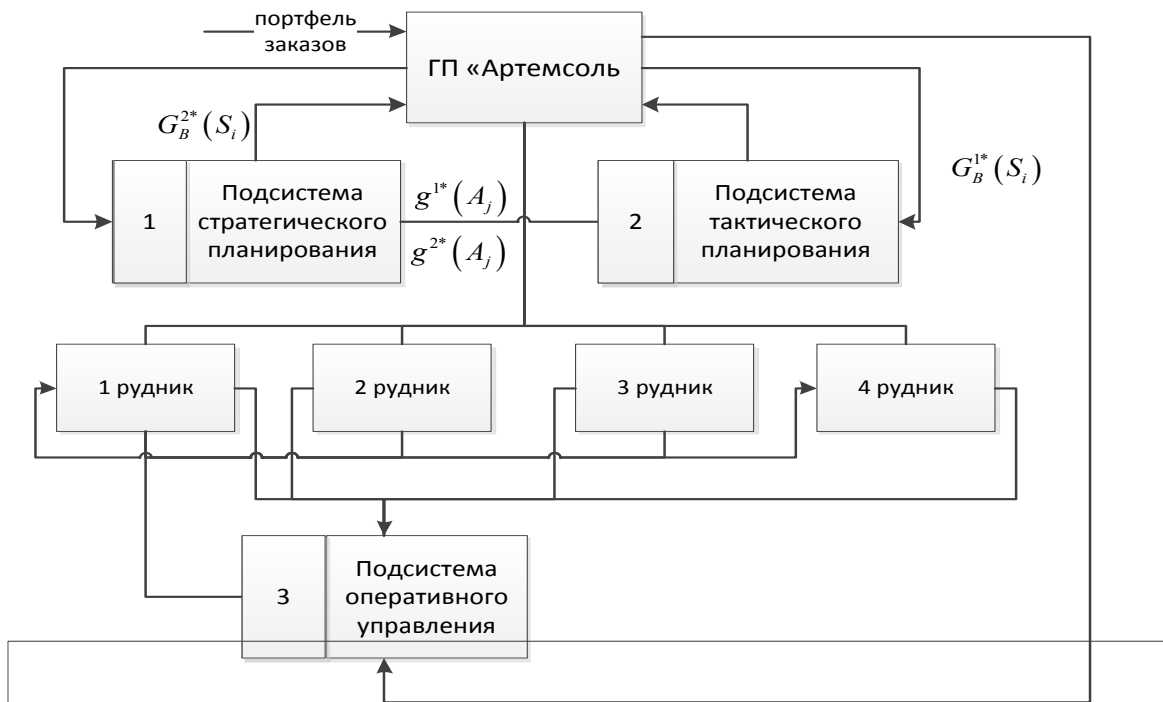 портфель
заказов
ГП «Артемсоль
G_B^{2*}(S_i)
G_B^{1*}(S_i)
1
Подсистема
стратегического
планирования
g^{1*}(A_j)
g^{2*}(A_j)
2
Подсистема
тактического
планирования
1 рудник
2 рудник
3 рудник
4 рудник
3
Подсистема
оперативного
управления